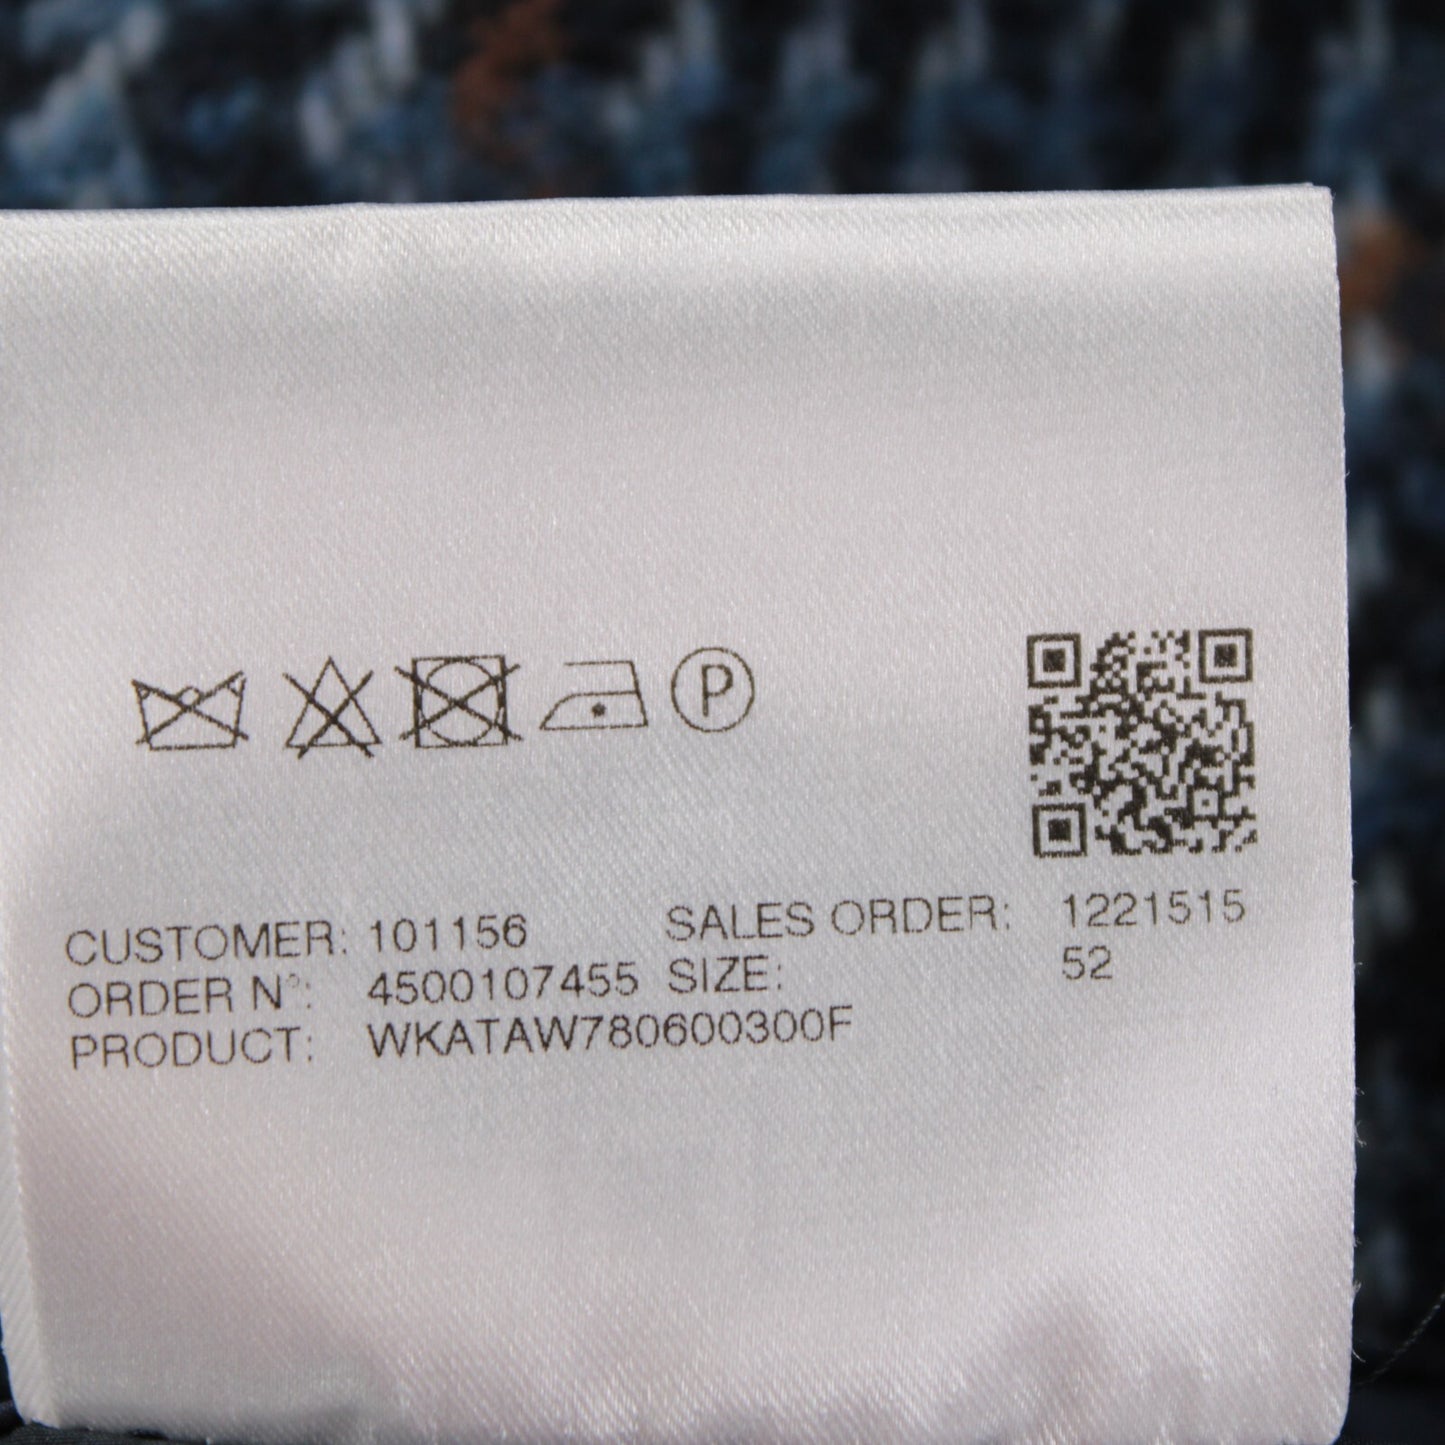 P
CUSTOMER: 101156 SALES ORDER: 1221515
ORDER N°: 4500107455 SIZE: 52
PRODUCT: WKATAW780600300F